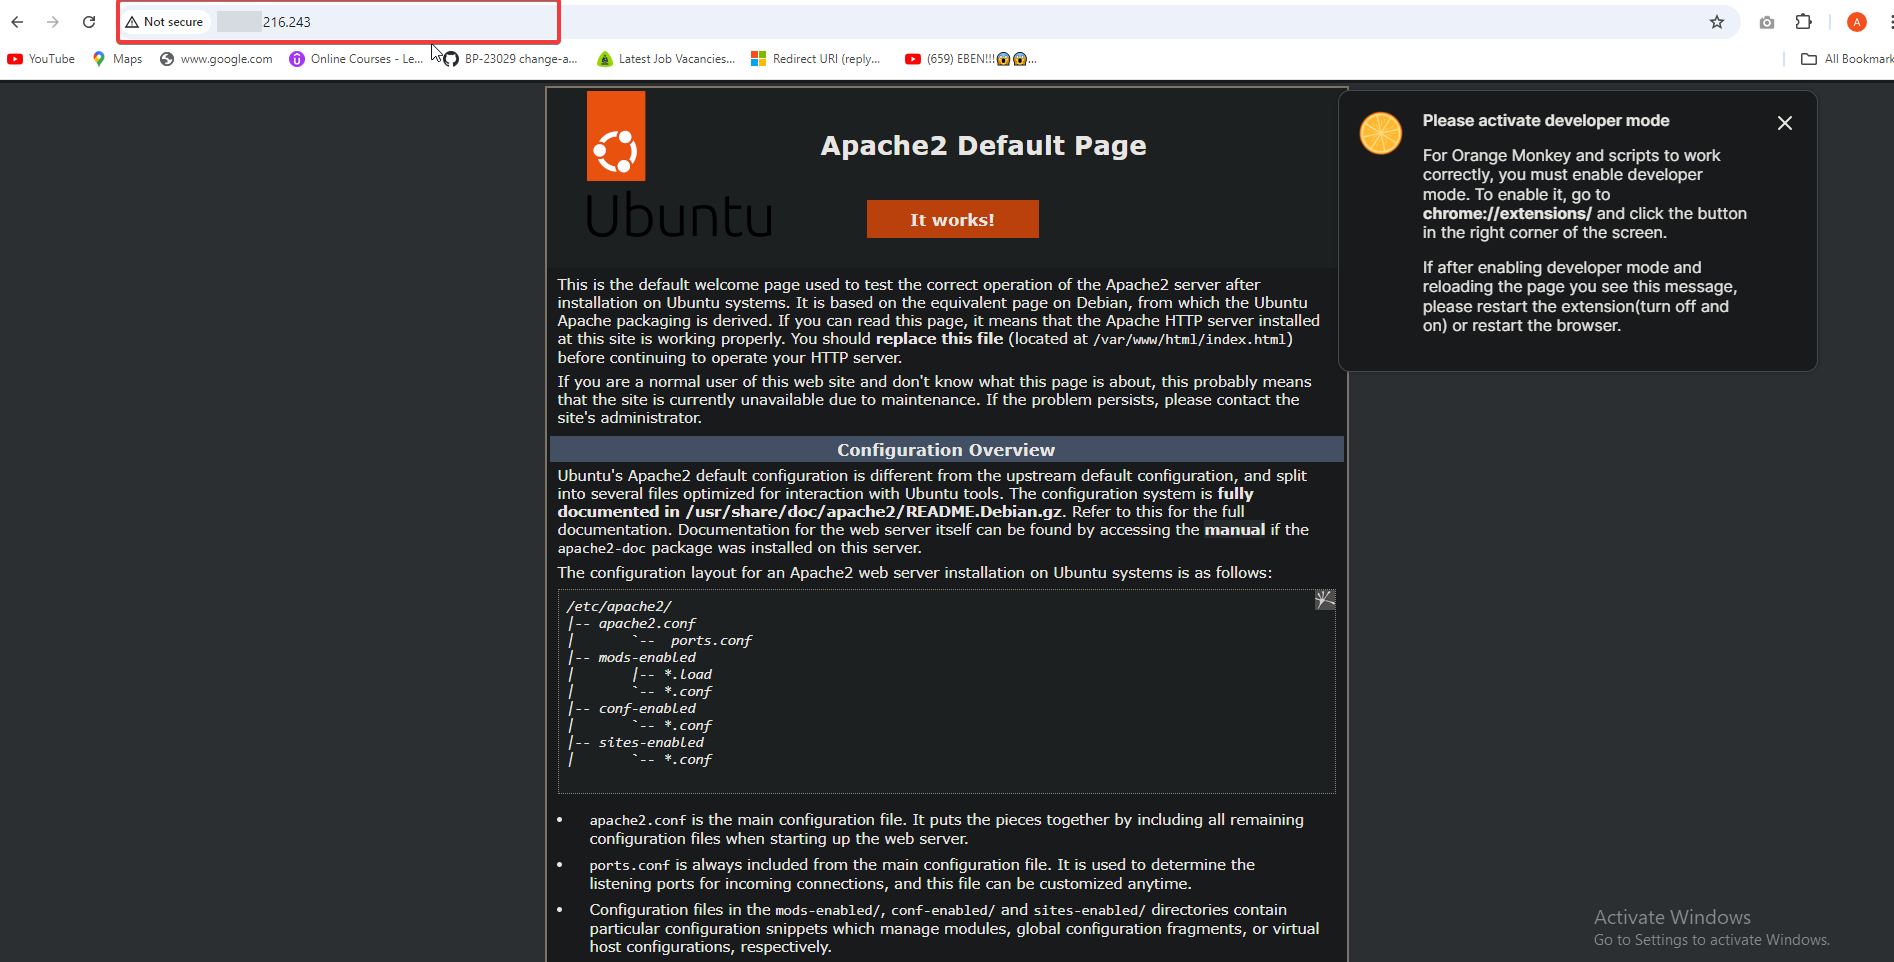 Not secure
216.243
A
YouTube
Maps
www.google.com
Online Courses - Le...
BP-23029 change-a...
Latest Job Vacancies...
Redirect URI (reply...
(659) EBEN!!!😱😱...
All Bookmark
Ubuntu
Apache2 Default Page
It works!
Please activate developer mode
For Orange Monkey and scripts to work
correctly, you must enable developer
mode. To enable it, go to
chrome://extensions/ and click the button
in the right corner of the screen.
If after enabling developer mode and
reloading the page you see this message,
please restart the extension(turn off and
on) or restart the browser.
This is the default welcome page used to test the correct operation of the Apache2 server after
installation on Ubuntu systems. It is based on the equivalent page on Debian, from which the Ubuntu
Apache packaging is derived. If you can read this page, it means that the Apache HTTP server installed
at this site is working properly. You should replace this file (located at /var/www/html/index.html)
before continuing to operate your HTTP server.
If you are a normal user of this web site and don't know what this page is about, this probably means
that the site is currently unavailable due to maintenance. If the problem persists, please contact the
site's administrator.
Configuration Overview
Ubuntu's Apache2 default configuration is different from the upstream default configuration, and split
into several files optimized for interaction with Ubuntu tools. The configuration system is fully
documented in /usr/share/doc/apache2/README.Debian.gz. Refer to this for the full
documentation. Documentation for the web server itself can be found by accessing the manual if the
apache2-doc package was installed on this server.
The configuration layout for an Apache2 web server installation on Ubuntu systems is as follows:
/etc/apache2/
|-- apache2.conf
|       `--  ports.conf
|-- mods-enabled
|       |-- *.load
|       `-- *.conf
|-- conf-enabled
|       `-- *.conf
|-- sites-enabled
|       `-- *.conf
• apache2.conf is the main configuration file. It puts the pieces together by including all remaining
configuration files when starting up the web server.
• ports.conf is always included from the main configuration file. It is used to determine the
listening ports for incoming connections, and this file can be customized anytime.
• Configuration files in the mods-enabled/, conf-enabled/ and sites-enabled/ directories contain
particular configuration snippets which manage modules, global configuration fragments, or virtual
host configurations, respectively.
Activate Windows
Go to Settings to activate Windows.